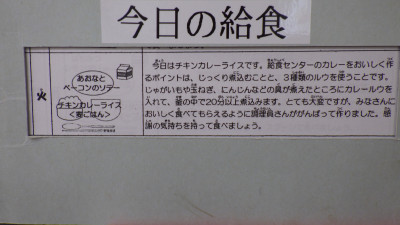 今日の給食
火
あおなと
ベーコンのソテー
チキンカレーライス
<麦ごはん>
今日はチキンカレーライスです。給食センターのカレーをおいしく作
るポイントは、じっくり煮込むことと、3種類のルウを使うことです。
じゃがいもや玉ねぎ、にんじんなどの具が煮えたところにカレールウを
入れて、釜の中で20分以上煮込みます。とても大変ですが、みなさんに
おいしく食べてもらえるように調理員さんががんばって作りました。感
謝の気持ちを持って食べましょう。